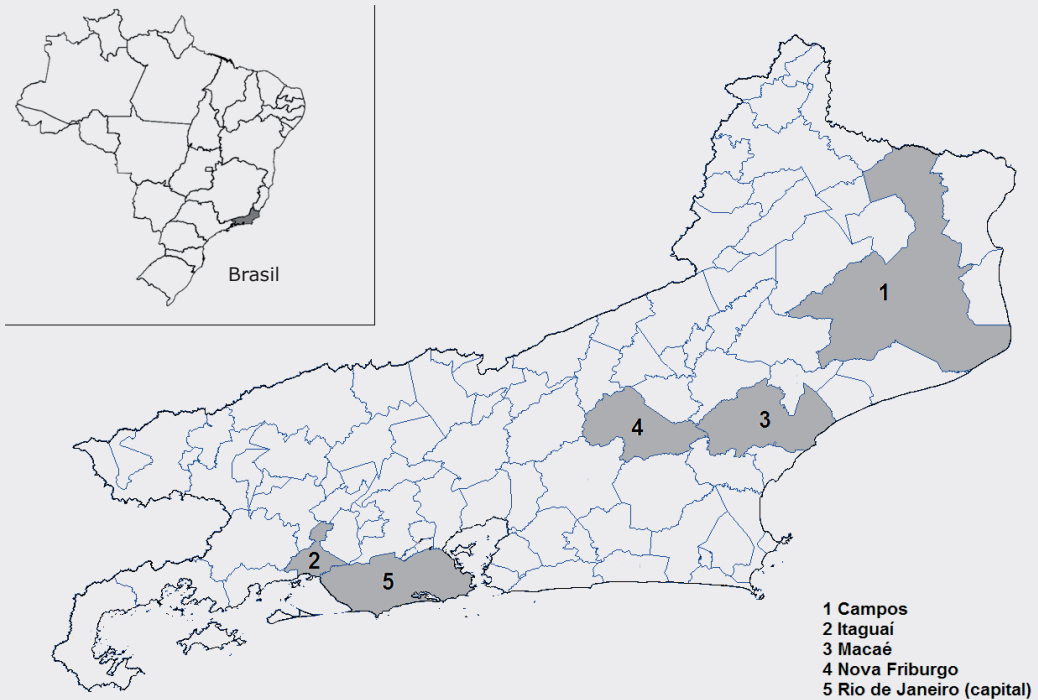 Brasil
1
4
3
2
5
1 Campos
2 Itaguaí
3 Macaé
4 Nova Friburgo
5 Rio de Janeiro (capital)